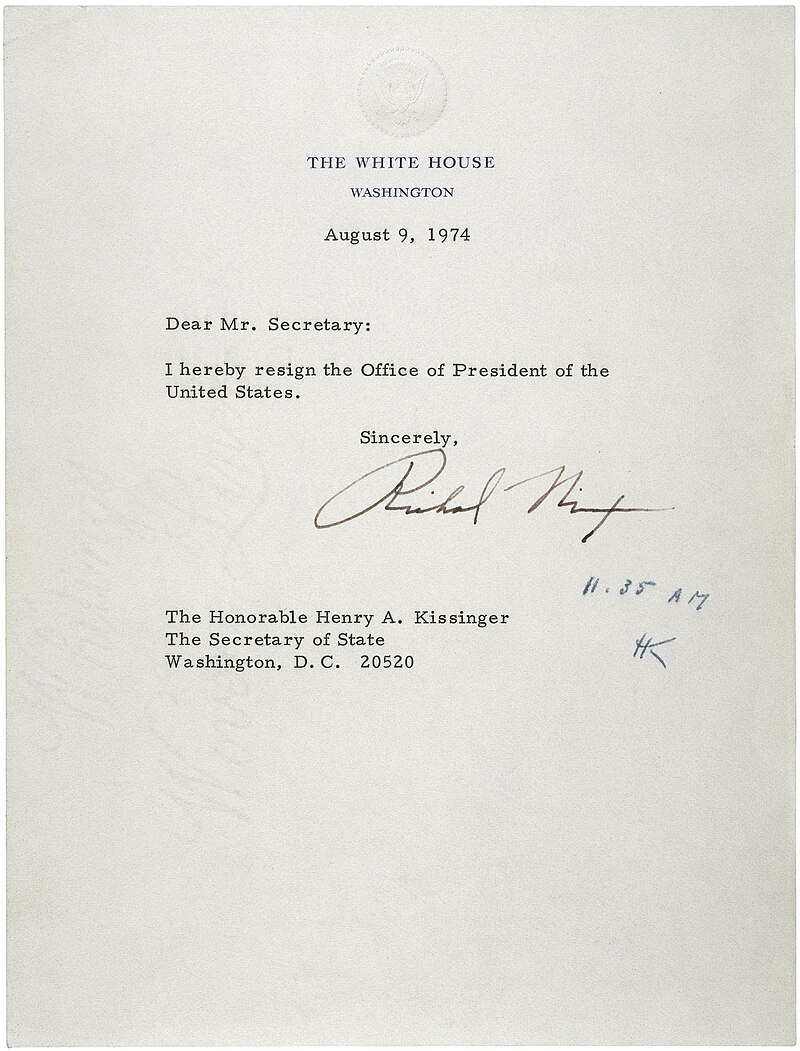 THE WHITE HOUSE
WASHINGTON
August 9, 1974
Dear Mr. Secretary:
I hereby resign the Office of President of the
United States.
Sincerely,
Richard Nixon
11.35 AM
The Honorable Henry A. Kissinger
The Secretary of State
HK
Washington, D.C. 20520